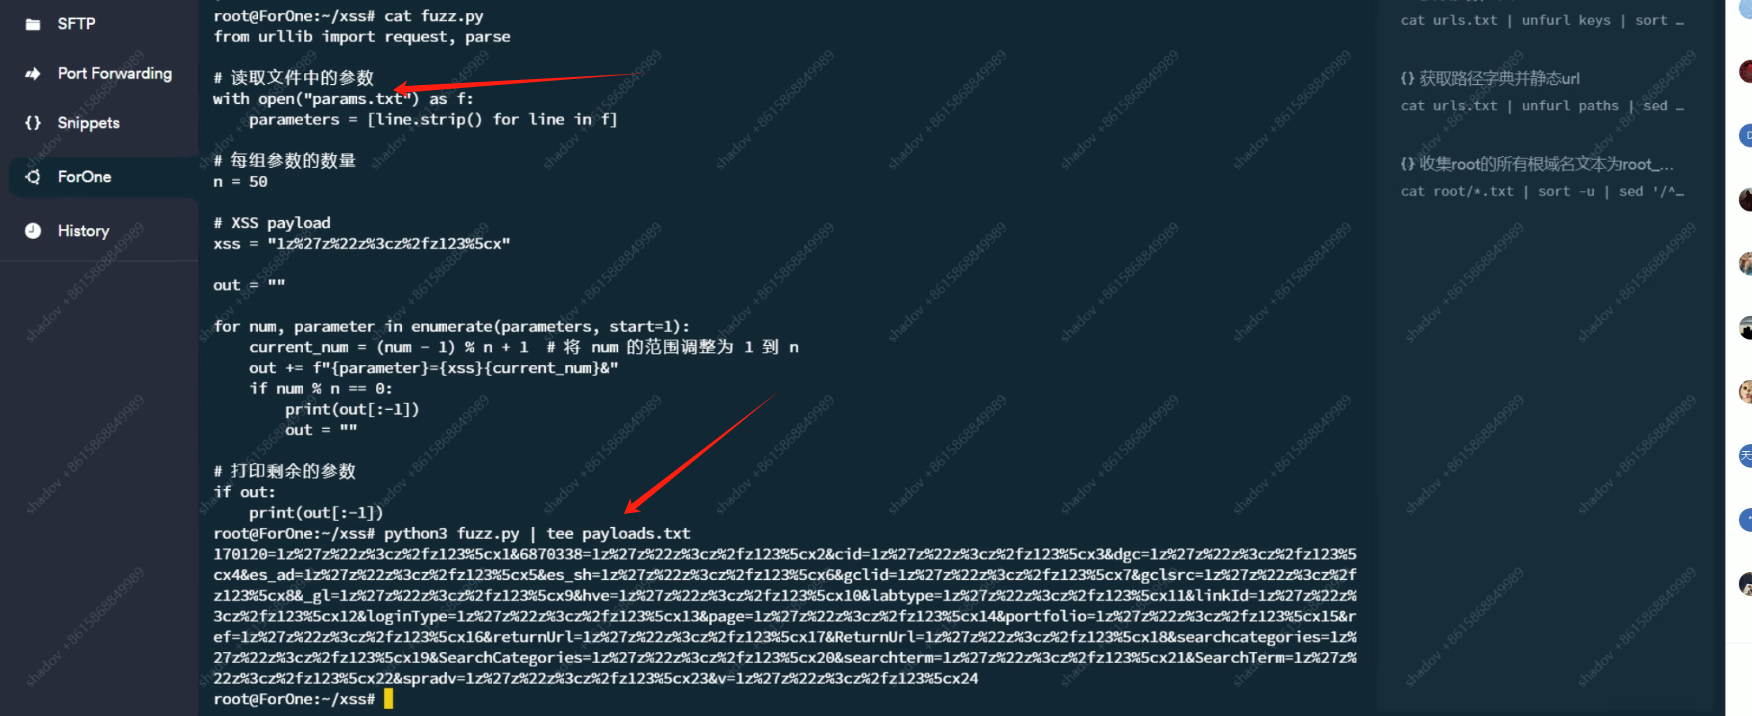 SFTP
Port Forwarding
Snippets
ForOne
History
root@ForOne:~/xss# cat fuzz.py
from urllib import request, parse
# 读取文件中的参数
with open("params.txt") as f:
    parameters = [line.strip() for line in f]
# 每组参数的数量
n = 50
# XSS payload
xss = "1z%27z%22z%3cz%2fz123%5cx"
out = ""
for num, parameter in enumerate(parameters, start=1):
    current_num = (num - 1) % n + 1  # 将 num 的范围调整为 1 到 n
    out += f"{parameter}={xss}{current_num}&"
    if num % n == 0:
        print(out[:-1])
        out = ""
# 打印剩余的参数
if out:
    print(out[:-1])
root@ForOne:~/xss# python3 fuzz.py | tee payloads.txt
170120=1z%27z%22z%3cz%2fz123%5cx1&6870338=1z%27z%22z%3cz%2fz123%5cx2&cid=1z%27z%22z%3cz%2fz123%5cx3&dgc=1z%27z%22z%3cz%2fz123%5
cx4&es_ad=1z%27z%22z%3cz%2fz123%5cx5&es_sh=1z%27z%22z%3cz%2fz123%5cx6&gclid=1z%27z%22z%3cz%2fz123%5cx7&gclsrc=1z%27z%22z%3cz%2f
z123%5cx8&_gl=1z%27z%22z%3cz%2fz123%5cx9&hve=1z%27z%22z%3cz%2fz123%5cx10&labtype=1z%27z%22z%3cz%2fz123%5cx11&linkId=1z%27z%22z%
3cz%2fz123%5cx12&loginType=1z%27z%22z%3cz%2fz123%5cx13&page=1z%27z%22z%3cz%2fz123%5cx14&portfolio=1z%27z%22z%3cz%2fz123%5cx15&r
ef=1z%27z%22z%3cz%2fz123%5cx16&returnUrl=1z%27z%22z%3cz%2fz123%5cx17&ReturnUrl=1z%27z%22z%3cz%2fz123%5cx18&searchcategories=1z%
27z%22z%3cz%2fz123%5cx19&SearchCategories=1z%27z%22z%3cz%2fz123%5cx20&searchterm=1z%27z%22z%3cz%2fz123%5cx21&SearchTerm=1z%27z%
22z%3cz%2fz123%5cx22&spradv=1z%27z%22z%3cz%2fz123%5cx23&v=1z%27z%22z%3cz%2fz123%5cx24
root@ForOne:~/xss#
cat urls.txt | unfurl keys | sort …
{} 获取路径字典并静态url
cat urls.txt | unfurl paths | sed …
{} 收集root的所有根域名文本为root_…
cat root/*.txt | sort -u | sed '/^…
天
shadov +8615868849989